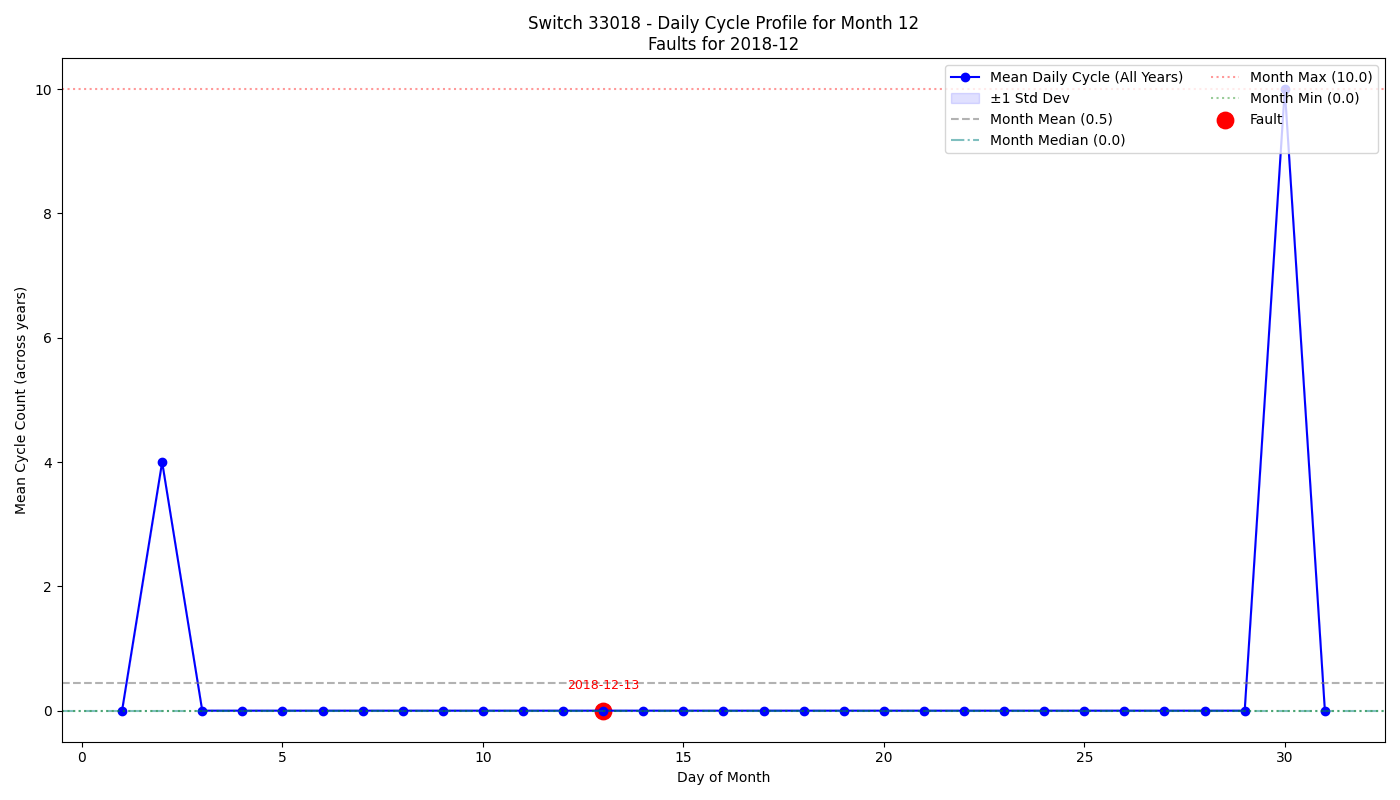 Switch 33018 - Daily Cycle Profile for Month 12
Faults for 2018-12
Mean Daily Cycle (All Years)
±1 Std Dev
Month Mean (0.5)
Month Median (0.0)
Month Max (10.0)
Month Min (0.0)
Fault
Mean Cycle Count (across years)
10
8
6
4
2
0
2018-12-13
0
5
10
15
20
25
30
Day of Month